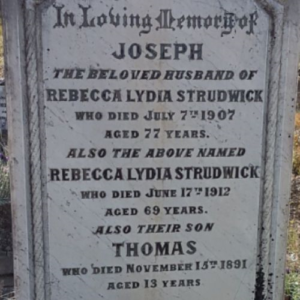 In Loving Memory of
JOSEPH
THE BELOVED HUSBAND OF
REBECCA LYDIA STRUDWICK
WHO DIED JULY 7TH 1907
AGED 77 YEARS.
ALSO THE ABOVE NAMED
REBECCA LYDIA STRUDWICK
WHO DIED JUNE 17TH 1912
AGED 69 YEARS.
ALSO THEIR SON
THOMAS
WHO DIED NOVEMBER 15TH 1891
AGED 13 YEARS